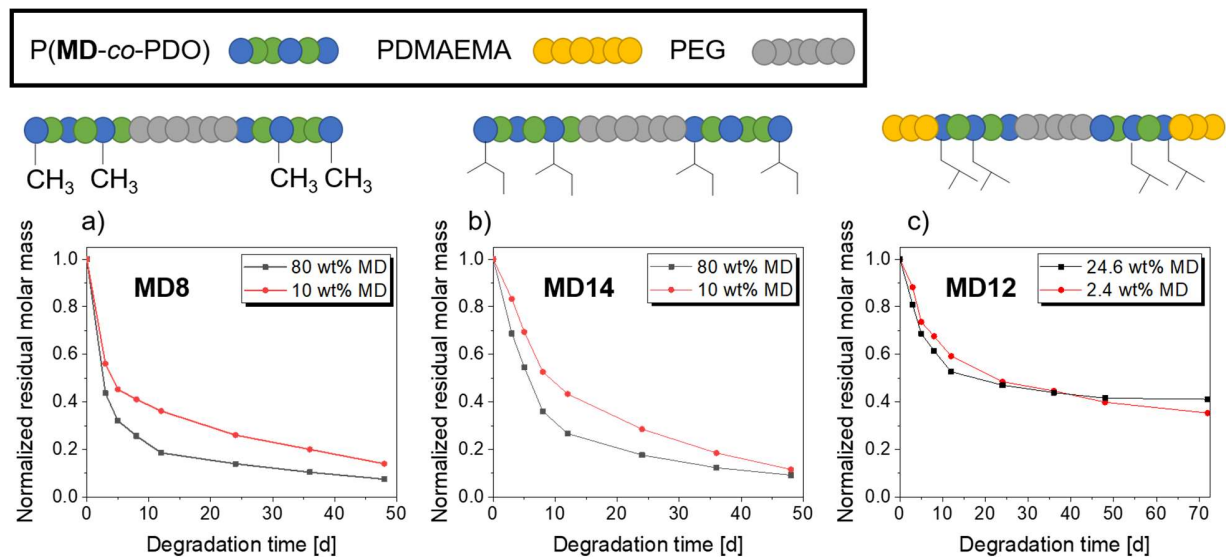 P(MD-co-PDO) PDMAEMA PEG
CH3 CH3 CH3 CH3
a) b) c)
MD8
80 wt% MD
10 wt% MD
Normalized residual molar mass
1.0
0.8
0.6
0.4
0.2
0.0
0 10 20 30 40 50
Degradation time [d]
MD14
80 wt% MD
10 wt% MD
Normalized residual molar mass
1.0
0.8
0.6
0.4
0.2
0.0
0 10 20 30 40 50
Degradation time [d]
MD12
24.6 wt% MD
2.4 wt% MD
Normalized residual molar mass
1.0
0.8
0.6
0.4
0.2
0.0
0 10 20 30 40 50 60 70
Degradation time [d]